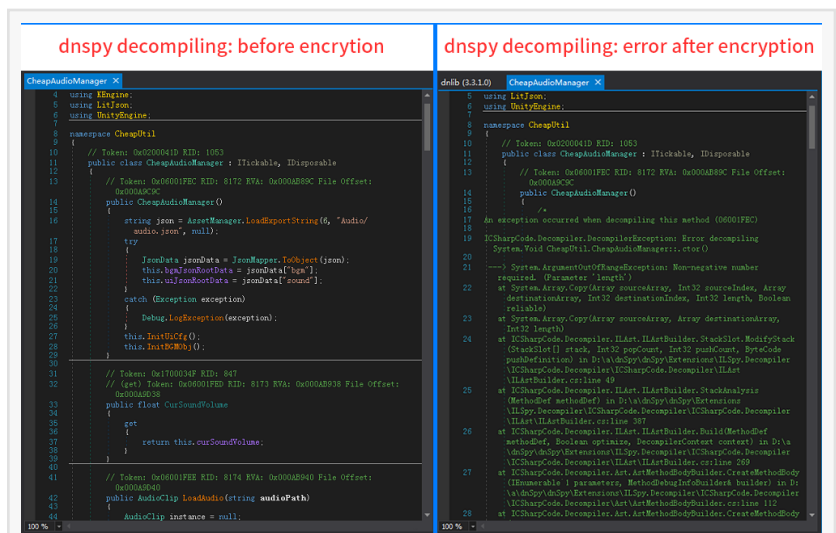 dnspy decompiling: before encrytion
CheapAudioManager ×
4 using KEngine;
5 using LitJson;
6 using UnityEngine;
7
8 namespace CheapUtil
9 {
10 // Token: 0x0200041D RID: 1053
11 public class CheapAudioManager : ITickable, IDisposable
12 {
13 // Token: 0x06001FEC RID: 8172 RVA: 0x000AB89C File Offset:
0x000A9C9C
14 public CheapAudioManager()
15 {
16 string json = AssetManager.LoadExportString(6, "Audio/
audio.json", null);
17 try
18 {
19 JsonData jsonData = JsonMapper.ToObject(json);
20 this.bgmJsonRootData = jsonData["bgm"];
21 this.uiJsonRootData = jsonData["sound"];
22 }
23 catch (Exception exception)
24 {
25 Debug.LogException(exception);
26 }
27 this.InitUiCfg();
28 this.InitBGMObj();
29 }
30
31 // Token: 0x1700034F RID: 847
32 // (get) Token: 0x06001FED RID: 8173 RVA: 0x000AB938 File Offset:
0x000A9D38
33 public float CurSoundVolume
34 {
35 get
36 {
37 return this.curSoundVolume;
38 }
39 }
40
41 // Token: 0x06001FEE RID: 8174 RVA: 0x000AB940 File Offset:
0x000A9D40
42 public AudioClip LoadAudio(string audioPath)
43 {
44 AudioClip instance = null;
100 %
dnspy decompiling: error after encryption
dnlib (3.3.1.0) CheapAudioManager ×
5 using LitJson;
6 using UnityEngine;
7
8 namespace CheapUtil
9 {
10 // Token: 0x0200041D RID: 1053
11 public class CheapAudioManager : ITickable, IDisposable
12 {
13 // Token: 0x06001FEC RID: 8172 RVA: 0x000AB89C File Offset:
0x000A9C9C
14 public CheapAudioManager()
15 {
16 /*
17 An exception occurred when decompiling this method (06001FEC)
18
19 ICSharpCode.Decompiler.DecompilerException: Error decompiling
System.Void CheapUtil.CheapAudioManager::.ctor()
20
21 ---> System.ArgumentOutOfRangeException: Non-negative number
required. (Parameter 'length')
22 at System.Array.Copy(Array sourceArray, Int32 sourceIndex, Array
destinationArray, Int32 destinationIndex, Int32 length, Boolean
reliable)
23 at System.Array.Copy(Array sourceArray, Array destinationArray,
Int32 length)
24 at ICSharpCode.Decompiler.ILAst.ILAstBuilder.StackSlot.ModifyStack
(StackSlot[] stack, Int32 popCount, Int32 pushCount, ByteCode
pushDefinition) in D:\a\dnSpy\dnSpy\Extensions\ILSpy.Decompiler
\ICSharpCode.Decompiler\ICSharpCode.Decompiler\ILAst
\ILAstBuilder.cs:line 49
25 at ICSharpCode.Decompiler.ILAst.ILAstBuilder.StackAnalysis
(MethodDef methodDef) in D:\a\dnSpy\dnSpy\Extensions
\ILSpy.Decompiler\ICSharpCode.Decompiler\ICSharpCode.Decompiler
\ILAst\ILAstBuilder.cs:line 387
26 at ICSharpCode.Decompiler.ILAst.ILAstBuilder.Build(MethodDef
methodDef, Boolean optimize, DecompilerContext context) in D:\a
\dnSpy\dnSpy\Extensions\ILSpy.Decompiler\ICSharpCode.Decompiler
\ICSharpCode.Decompiler\ILAst\ILAstBuilder.cs:line 269
27 at ICSharpCode.Decompiler.Ast.AstMethodBodyBuilder.CreateMethodBody
(IEnumerable`1 parameters, MethodDebugInfoBuilder& builder) in D:
\a\dnSpy\dnSpy\Extensions\ILSpy.Decompiler\ICSharpCode.Decompiler
\ICSharpCode.Decompiler\Ast\AstMethodBodyBuilder.cs:line 112
28 at ICSharpCode.Decompiler.Ast.AstMethodBodyBuilder.CreateMethodBody
100 %